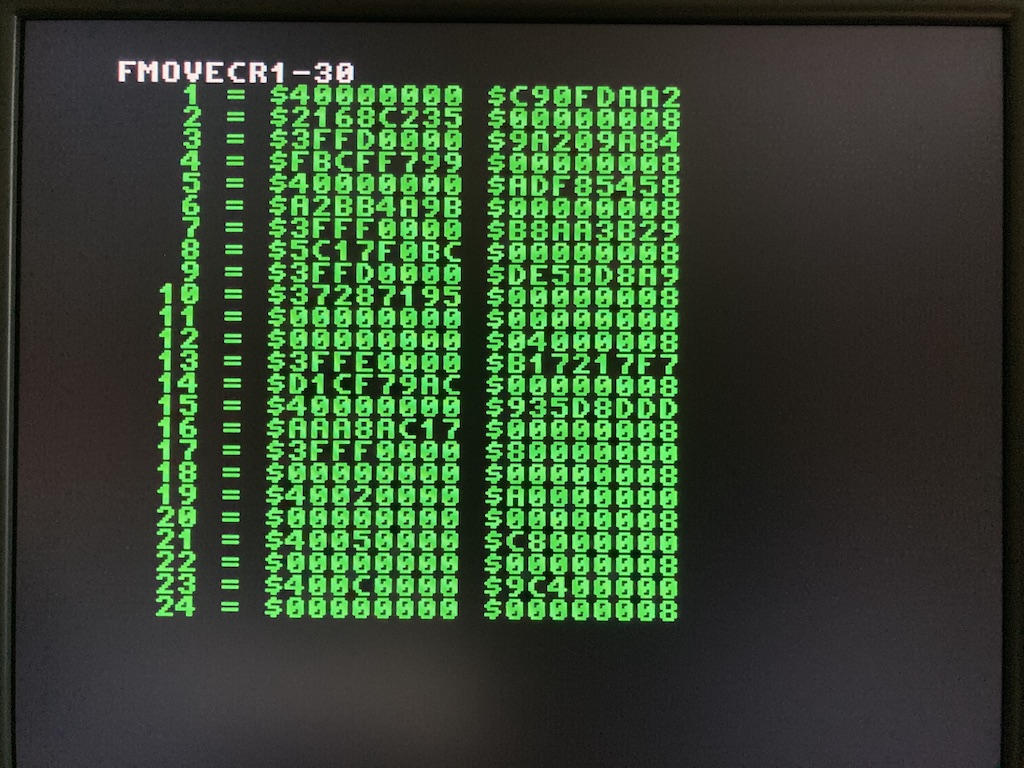 FMOVECR1-30
1 = $40000000 $C90FDAA2
2 = $2168C235 $00000008
3 = $3FFD0000 $9A209A84
4 = $FBCFF799 $00000008
5 = $40000000 $ADF85458
6 = $A2BB4A9B $00000008
7 = $3FFF0000 $B8AA3B29
8 = $5C17F0BC $00000008
9 = $3FFD0000 $DE5BD8A9
10 = $37287195 $00000008
11 = $00000000 $00000000
12 = $00000000 $04000008
13 = $3FFE0000 $B17217F7
14 = $D1CF79AC $00000008
15 = $40000000 $935D8DDD
16 = $AAA8AC17 $00000008
17 = $3FFF0000 $80000000
18 = $00000000 $00000008
19 = $40020000 $A0000000
20 = $00000000 $00000008
21 = $40050000 $C8000000
22 = $00000000 $00000008
23 = $400C0000 $9C400000
24 = $00000000 $00000008